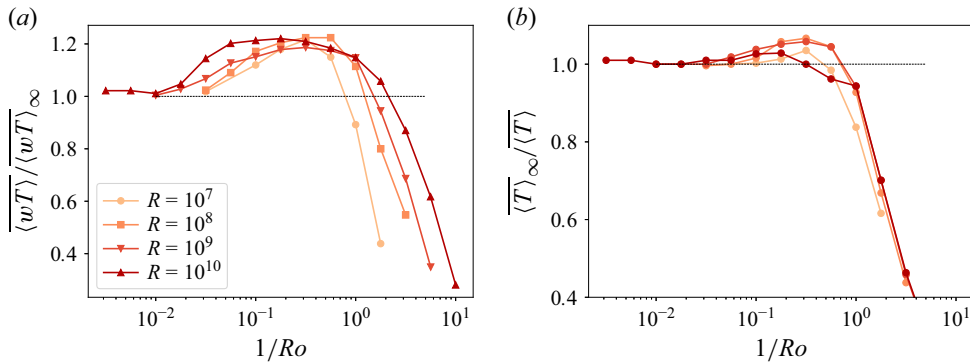 (a)
⟨wT⟩/⟨wT⟩∞
1.2
1.0
0.8
0.6
0.4
R = 10^7
R = 10^8
R = 10^9
R = 10^10
10^−2
10^−1
10^0
10^1
1/Ro
(b)
⟨T⟩∞/⟨T⟩
1.0
0.8
0.6
0.4
10^−2
10^−1
10^0
10^1
1/Ro